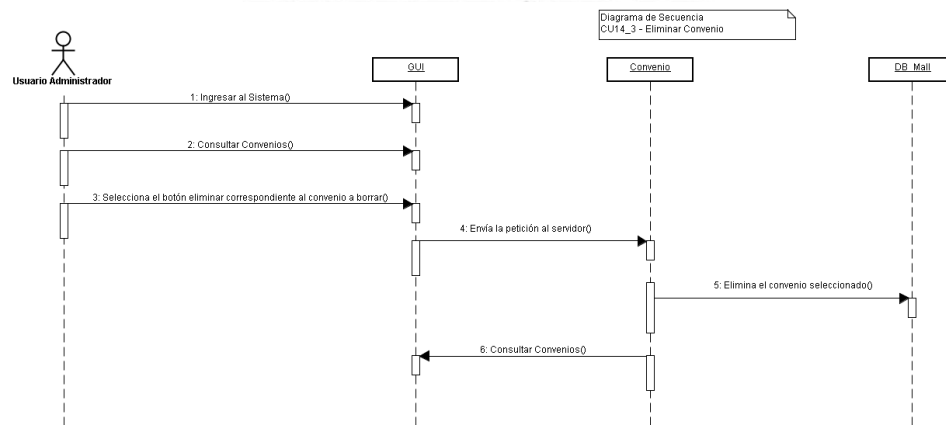 Diagrama de Secuencia
CU14_3 - Eliminar Convenio
Usuario Administrador
GUI
Convenio
DB_Mall
1: Ingresar al Sistema()
2: Consultar Convenios()
3: Selecciona el botón eliminar correspondiente al convenio a borrar()
4: Envía la petición al servidor()
5: Elimina el convenio seleccionado()
6: Consultar Convenios()